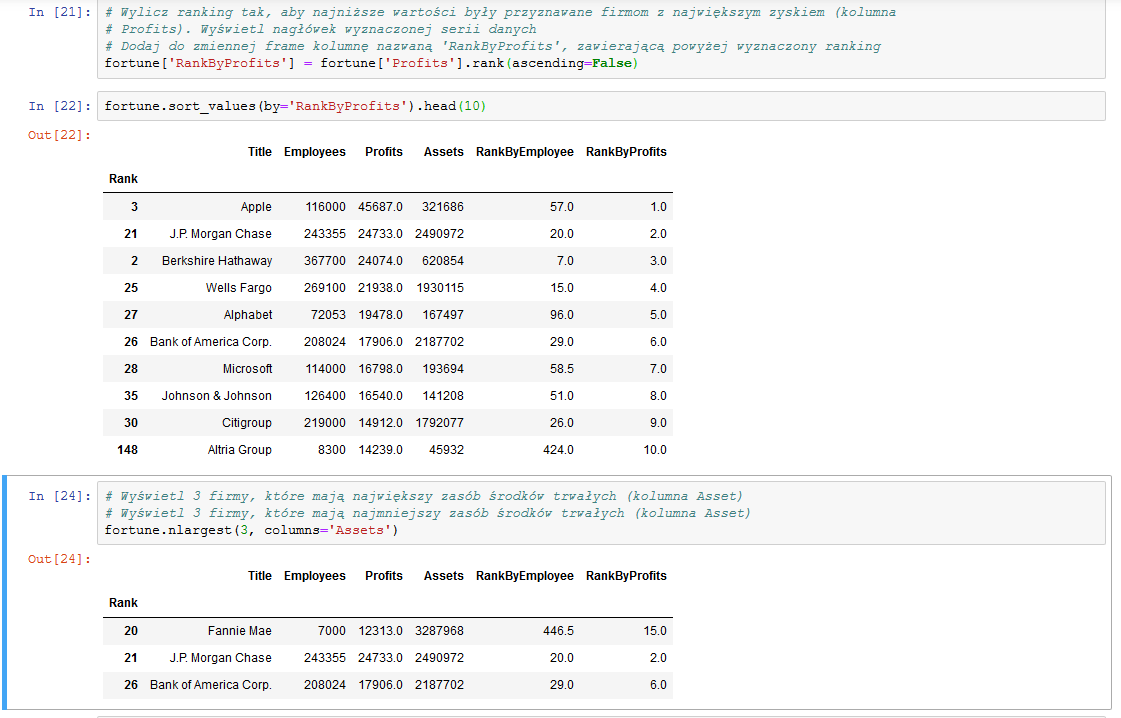 In [21]: # Wylicz ranking tak, aby najniższe wartości były przyznawane firmom z największym zyskiem (kolumna
# Profits). Wyświetl nagłówek wyznaczonej serii danych
# Dodaj do zmiennej frame kolumnę nazwaną 'RankByProfits', zawierającą powyżej wyznaczony ranking
fortune['RankByProfits'] = fortune['Profits'].rank(ascending=False)
In [22]: fortune.sort_values(by='RankByProfits').head(10)
Out[22]:
Title Employees Profits Assets RankByEmployee RankByProfits
Rank
3 Apple 116000 45687.0 321686 57.0 1.0
21 J.P. Morgan Chase 243355 24733.0 2490972 20.0 2.0
2 Berkshire Hathaway 367700 24074.0 620854 7.0 3.0
25 Wells Fargo 269100 21938.0 1930115 15.0 4.0
27 Alphabet 72053 19478.0 167497 96.0 5.0
26 Bank of America Corp. 208024 17906.0 2187702 29.0 6.0
28 Microsoft 114000 16798.0 193694 58.5 7.0
35 Johnson & Johnson 126400 16540.0 141208 51.0 8.0
30 Citigroup 219000 14912.0 1792077 26.0 9.0
148 Altria Group 8300 14239.0 45932 424.0 10.0
In [24]: # Wyświetl 3 firmy, które mają największy zasób środków trwałych (kolumna Asset)
# Wyświetl 3 firmy, które mają najmniejszy zasób środków trwałych (kolumna Asset)
fortune.nlargest(3, columns='Assets')
Out[24]:
Title Employees Profits Assets RankByEmployee RankByProfits
Rank
20 Fannie Mae 7000 12313.0 3287968 446.5 15.0
21 J.P. Morgan Chase 243355 24733.0 2490972 20.0 2.0
26 Bank of America Corp. 208024 17906.0 2187702 29.0 6.0